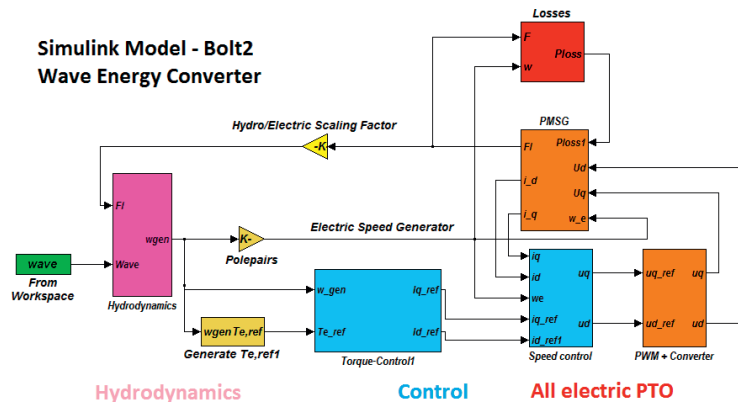 Simulink Model - Bolt2
Wave Energy Converter
Losses
F
w
Ploss
Hydro/Electric Scaling Factor
-K
PMSG
Fl
i_d
i_q
Ploss1
Ud
Uq
w_e
Fl
wgen
Wave
Hydrodynamics
wave
From
Workspace
K-
Polepairs
Electric Speed Generator
wgenTe,ref
Generate Te,ref1
w_gen
Te_ref
iq_ref
id_ref
Torque-Control1
iq
id
we
iq_ref
id_ref1
uq
ud
Speed control
uq_ref
ud_ref
uq
ud
PWM + Converter
Hydrodynamics
Control
All electric PTO